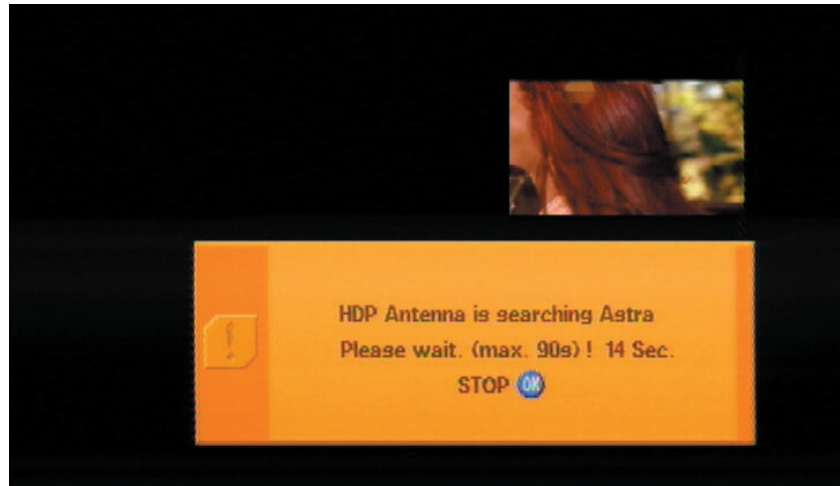 !
HDP Antenna is searching Astra
Please wait. (max. 90s) ! 14 Sec.
STOP OK